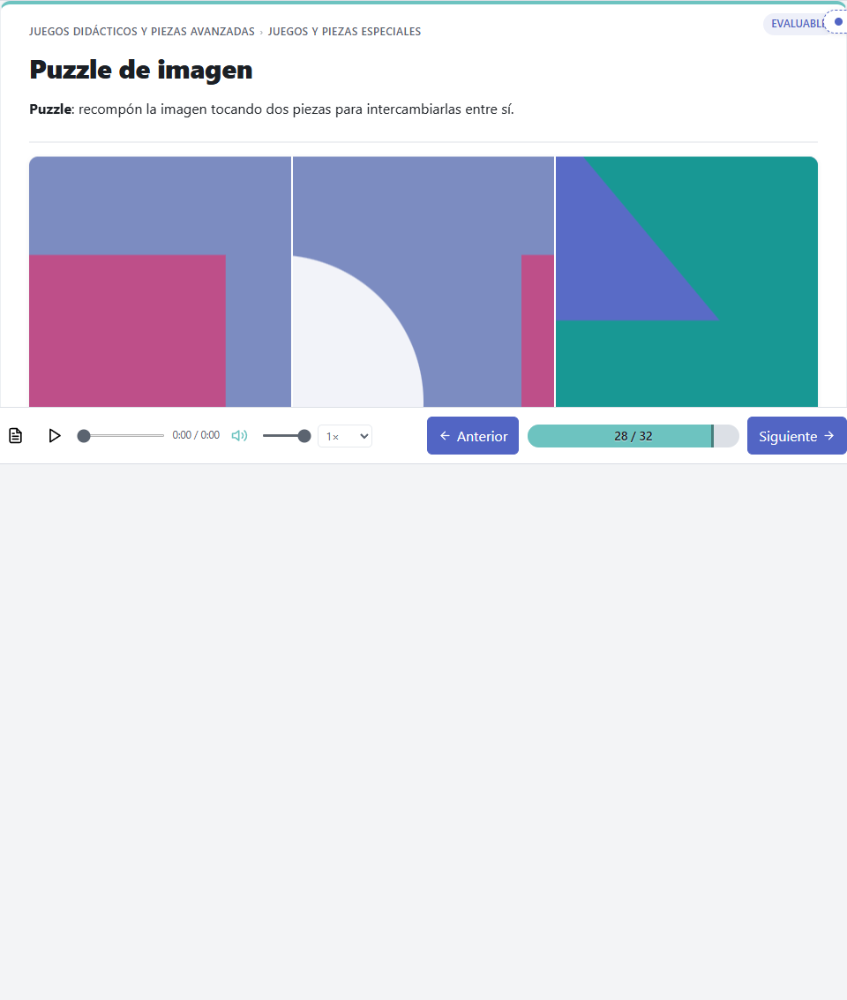 JUEGOS DIDÁCTICOS Y PIEZAS AVANZADAS › JUEGOS Y PIEZAS ESPECIALES
EVALUABL
Puzzle de imagen
Puzzle: recompón la imagen tocando dos piezas para intercambiarlas entre sí.
0:00 / 0:00
1×
← Anterior
28 / 32
Siguiente →